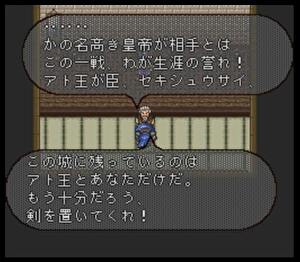 ‥‥‥
かの名高き皇帝が相手とは
この一戦、わが生涯の誉れ！
アト王が臣、セキシュウサイ、
この城に残っているのは
アト王とあなただけだ。
もう十分だろう、
剣を置いてくれ！